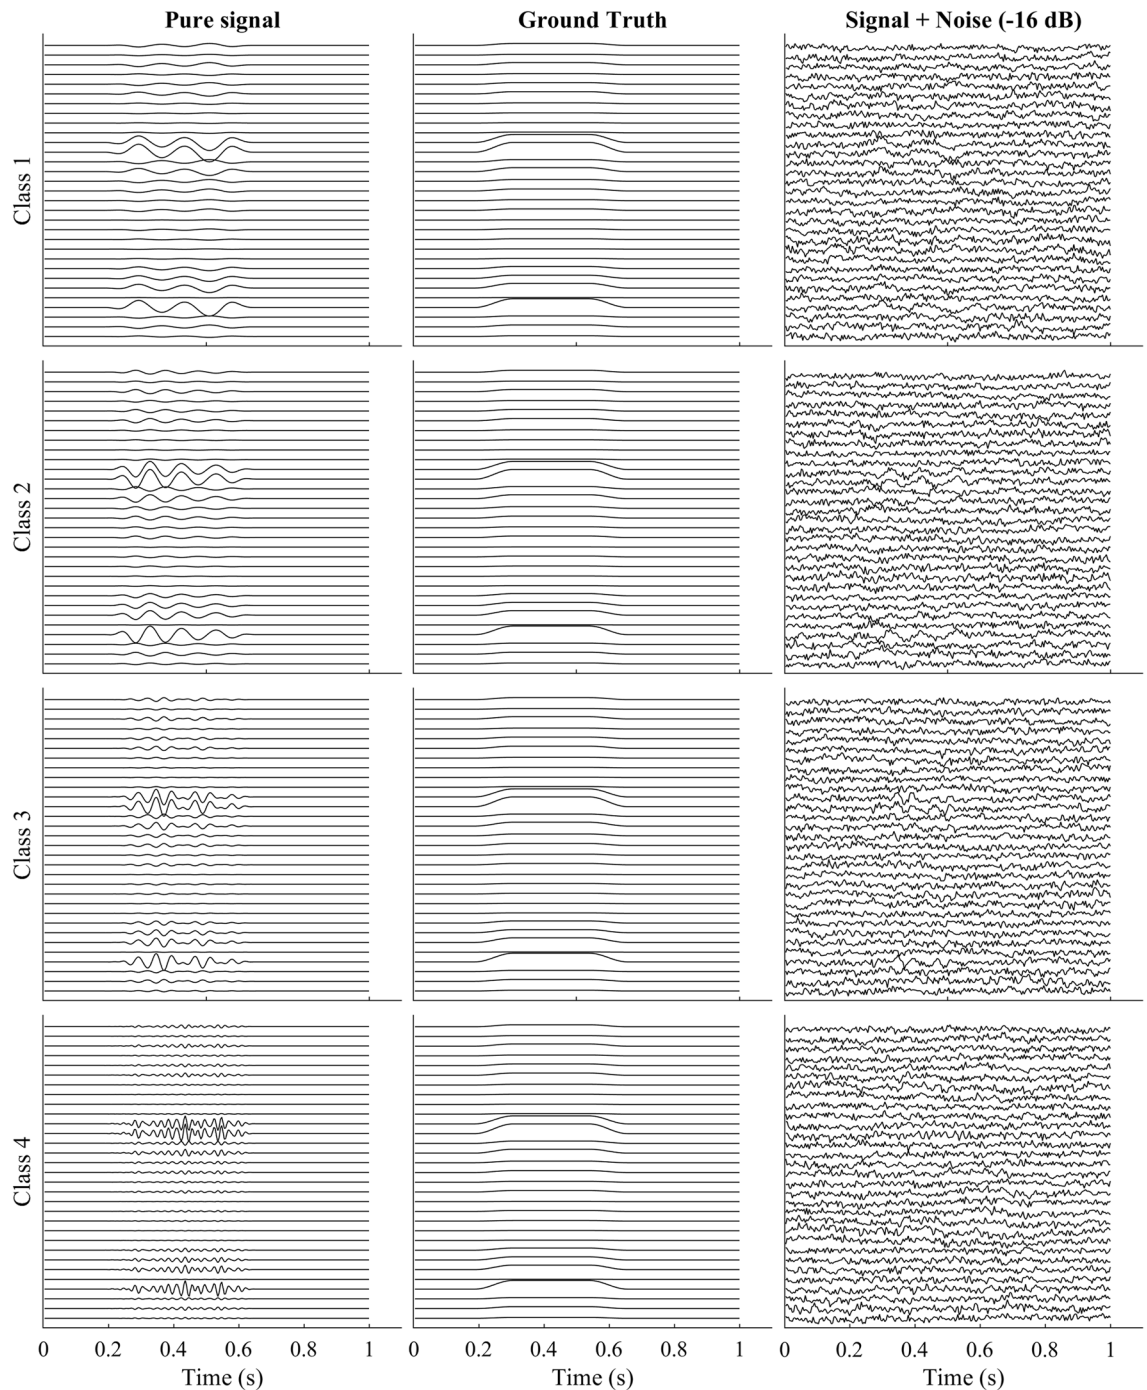 Pure signal
Ground Truth
Signal + Noise (-16 dB)
Class 1
Class 2
Class 3
Class 4
0 0.2 0.4 0.6 0.8 1
0 0.2 0.4 0.6 0.8 1
0 0.2 0.4 0.6 0.8 1
Time (s)
Time (s)
Time (s)